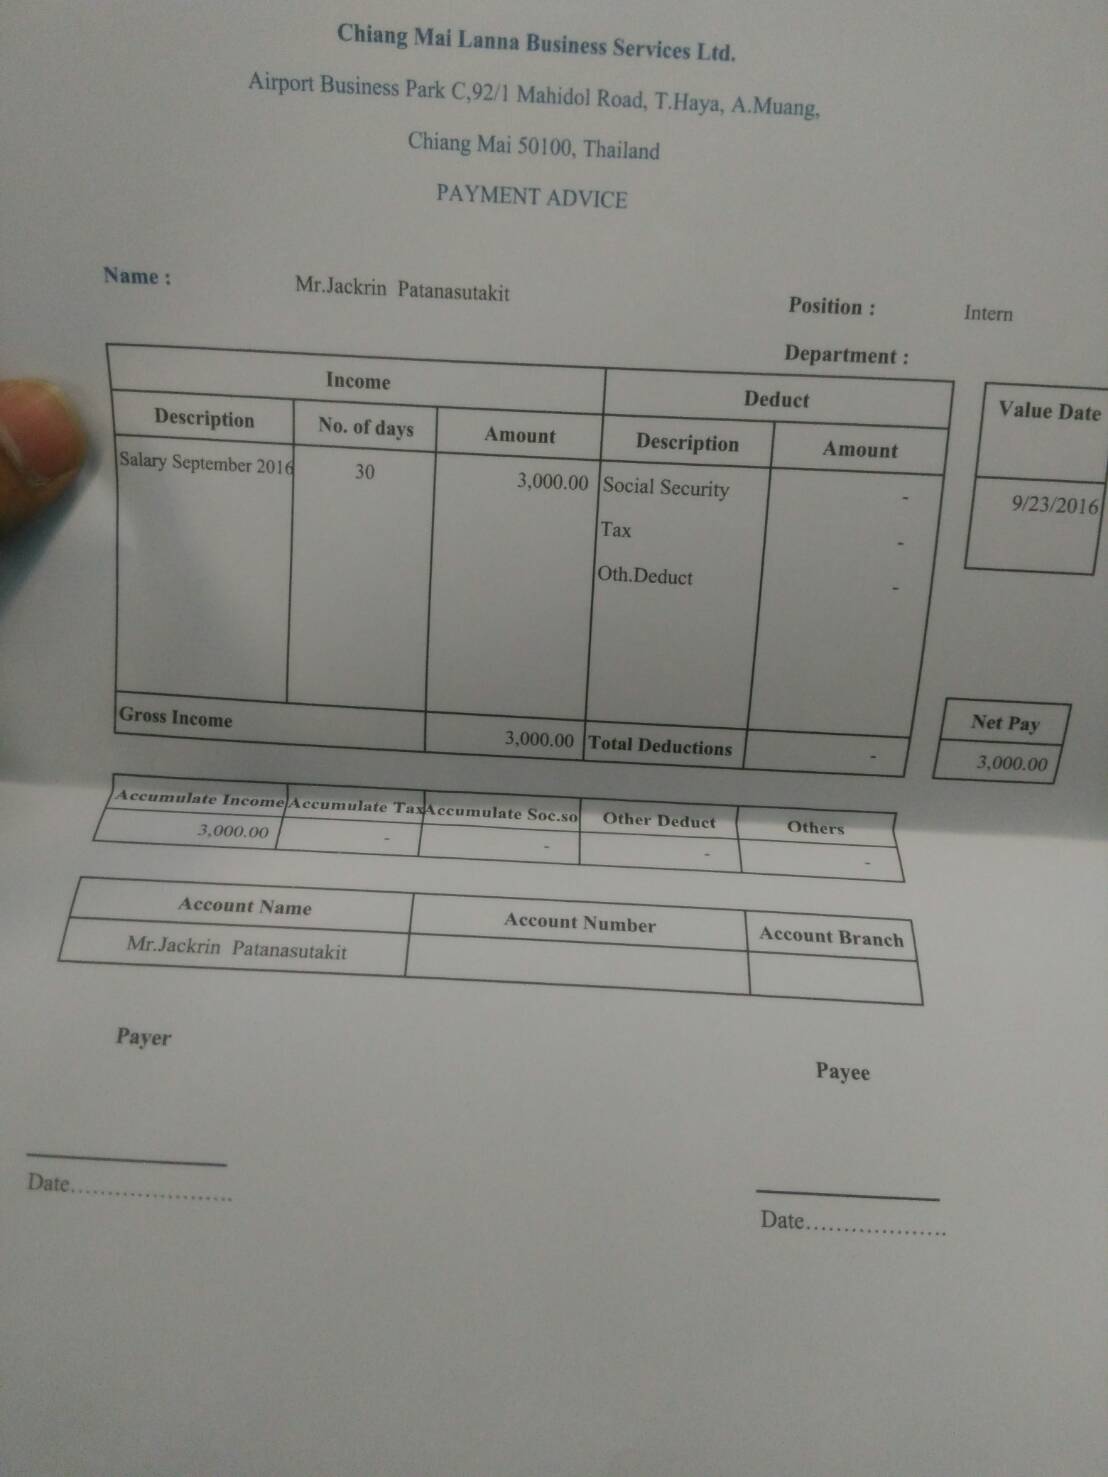 Chiang Mai Lanna Business Services Ltd.
Airport Business Park C,92/1 Mahidol Road, T.Haya, A.Muang,
Chiang Mai 50100, Thailand
PAYMENT ADVICE
Name : Mr.Jackrin Patanasutakit
Position : Intern
Department :
Income Deduct
Description No. of days Amount Description Amount
Salary September 2016 30 3,000.00 Social Security -
Tax -
Oth.Deduct -
Gross Income 3,000.00 Total Deductions -
Value Date
9/23/2016
Net Pay
3,000.00
Accumulate Income Accumulate Tax Accumulate Soc.so Other Deduct Others
3,000.00 - - - -
Account Name Account Number Account Branch
Mr.Jackrin Patanasutakit
Payer
Payee
Date......................
Date...................